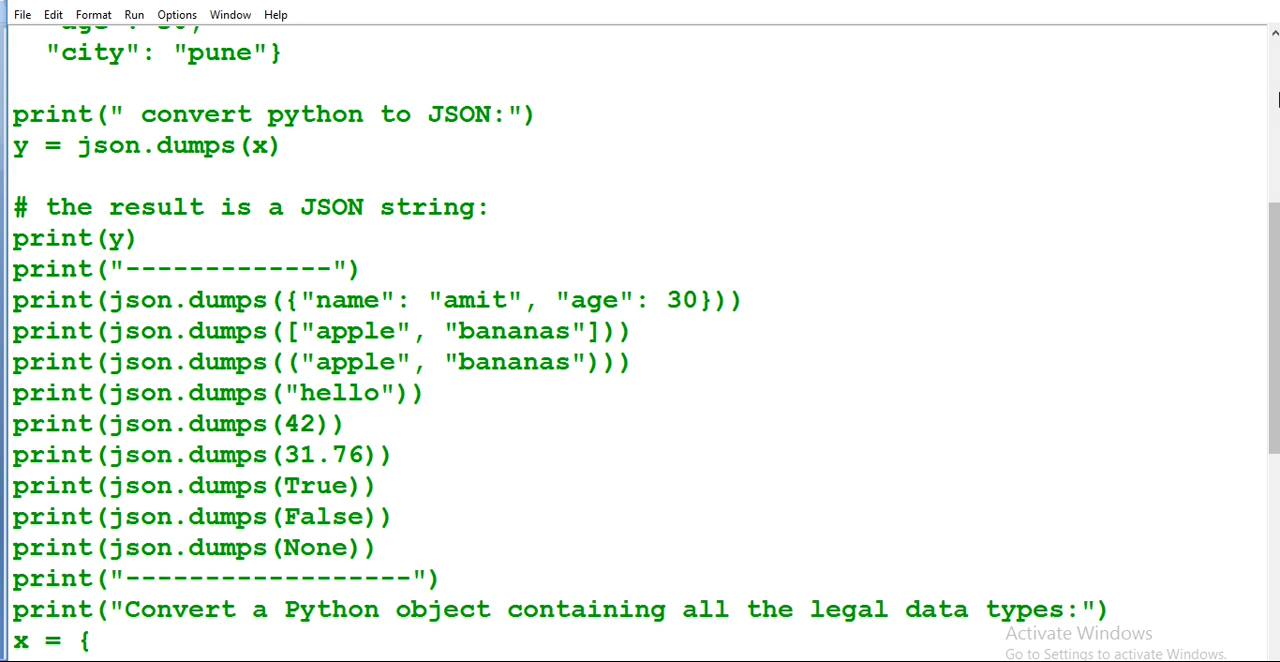 File Edit Format Run Options Window Help
"city": "pune"}
print(" convert python to JSON:")
y = json.dumps(x)
# the result is a JSON string:
print(y)
print("-------------")
print(json.dumps({"name": "amit", "age": 30}))
print(json.dumps(["apple", "bananas"]))
print(json.dumps(("apple", "bananas")))
print(json.dumps("hello"))
print(json.dumps(42))
print(json.dumps(31.76))
print(json.dumps(True))
print(json.dumps(False))
print(json.dumps(None))
print("------------------")
print("Convert a Python object containing all the legal data types:")
x = {
Activate Windows
Go to Settings to activate Windows.